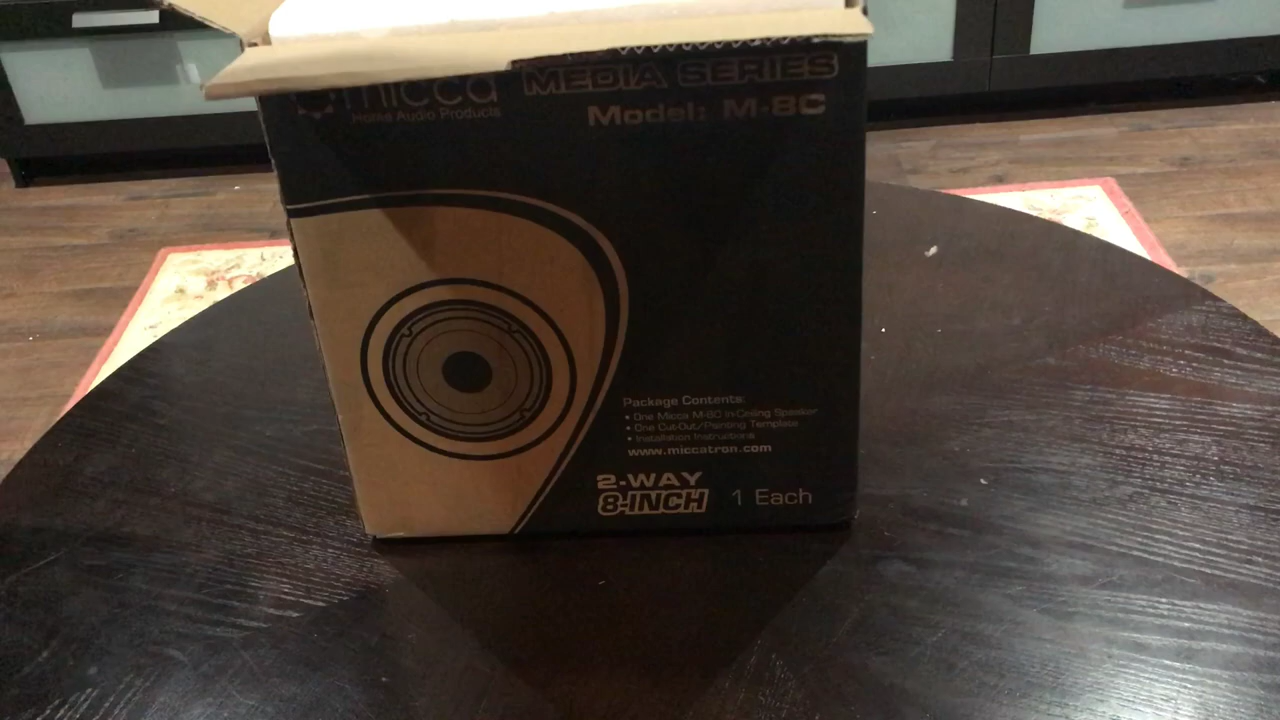 micca
Home Audio Products
MEDIA SERIES
Model: M-8C
Package Contents:
• One Micca M-8C In-Ceiling Speaker
• One Cut-Out/Painting Template
• Installation Instructions
www.miccatron.com
2-WAY
8-INCH
1 Each